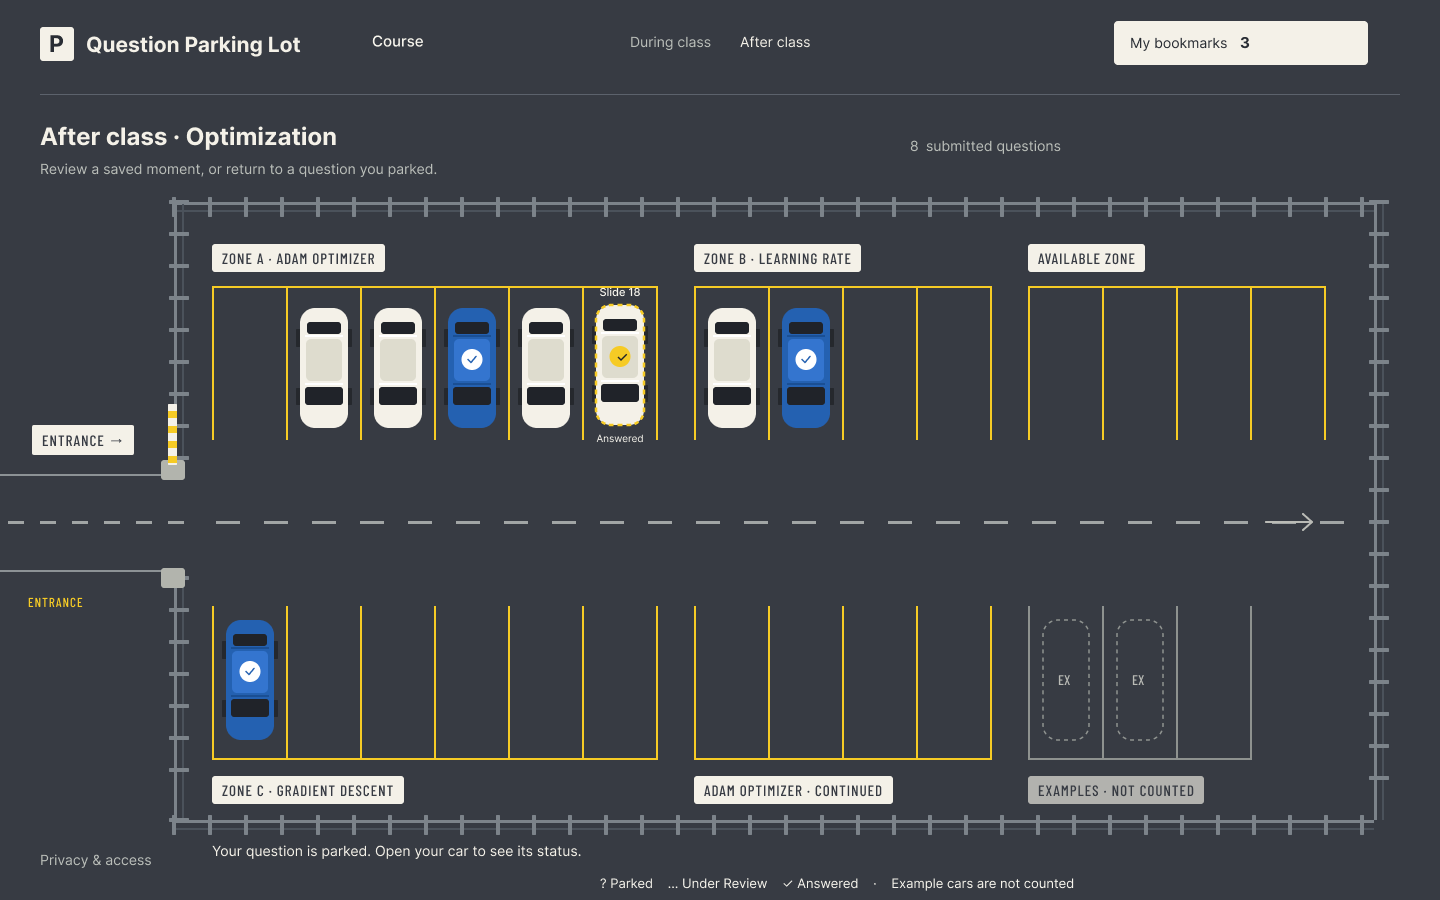 P Question Parking Lot
Course
During class
After class
My bookmarks 3
After class · Optimization
Review a saved moment, or return to a question you parked.
8 submitted questions
ZONE A · ADAM OPTIMIZER
ZONE B · LEARNING RATE
AVAILABLE ZONE
Slide 18
Answered
ENTRANCE →
ENTRANCE
EX
EX
ZONE C · GRADIENT DESCENT
ADAM OPTIMIZER · CONTINUED
EXAMPLES · NOT COUNTED
Your question is parked. Open your car to see its status.
Privacy & access
? Parked ... Under Review ✓ Answered · Example cars are not counted